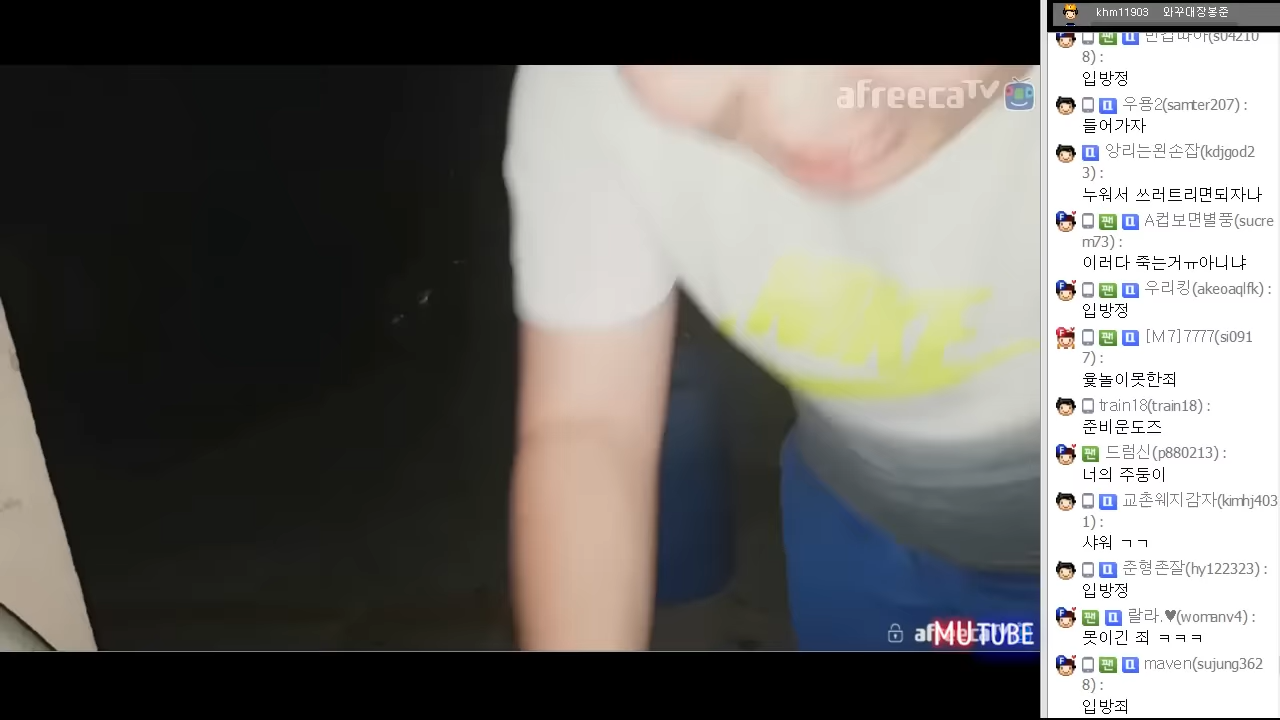 khm11903 와꾸대장봉준
afreecaTV
8) :
입방정
우용2(samter207) :
들어가자
앙리는왼손잡(kdjgod2
3) :
누워서 쓰러트리면되자나
A컵보면별풍(sucre
m73) :
이러다 죽는거ㅠ아니냐
우리킹(akeoaqlfk) :
입방정
[M7]7777(si091
7) :
윷놀이못한죄
train18(train18) :
준비운도즈
드럼신(p880213) :
너의 주둥이
교촌웨지감자(kimhj403
1) :
샤워 ㄱㄱ
준형존잘(hy122323) :
입방정
랄라.♥(womanv4) :
못이긴 죄 ㅋㅋㅋ
maven(sujung362
8) :
입방죄
NIKE
MUTUBE